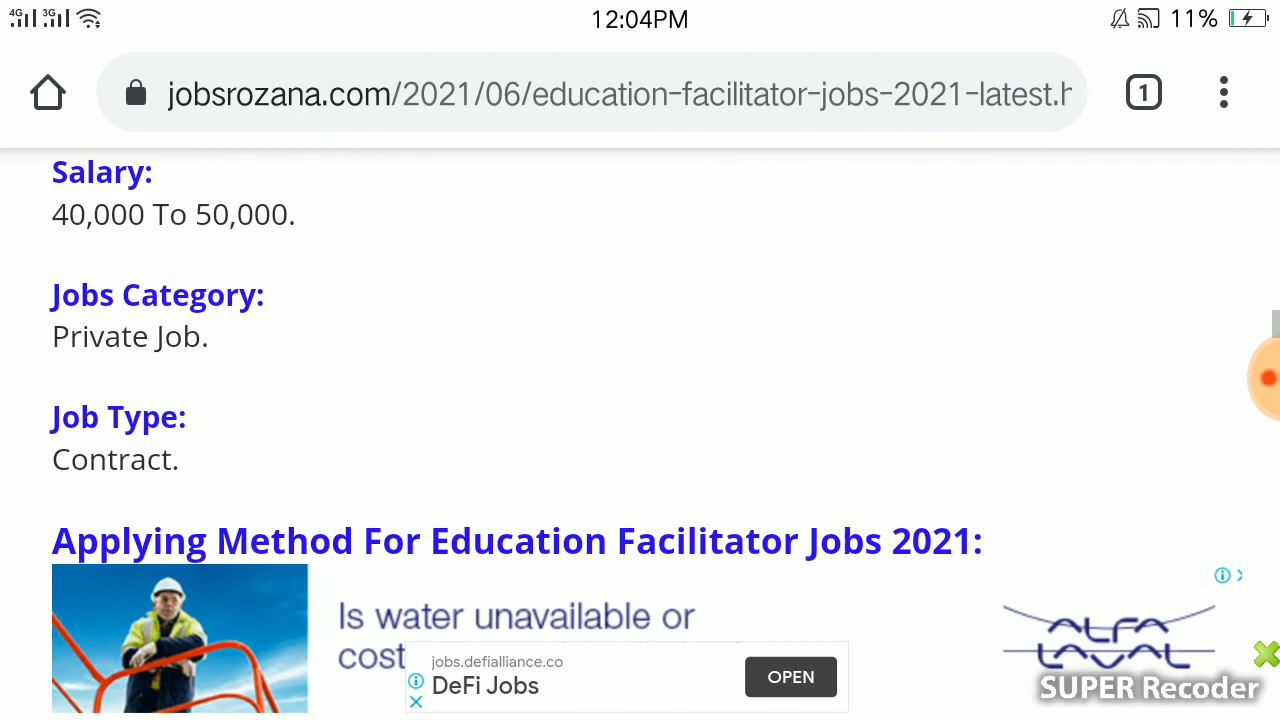 4G 3G 12:04PM 11%
jobsrozana.com/2021/06/education-facilitator-jobs-2021-latest.h
1
Salary:
40,000 To 50,000.
Jobs Category:
Private Job.
Job Type:
Contract.
Applying Method For Education Facilitator Jobs 2021:
Is water unavailable or
cost
ALFA
LAVAL
jobs.defialliance.co
DeFi Jobs
OPEN
SUPER Recoder